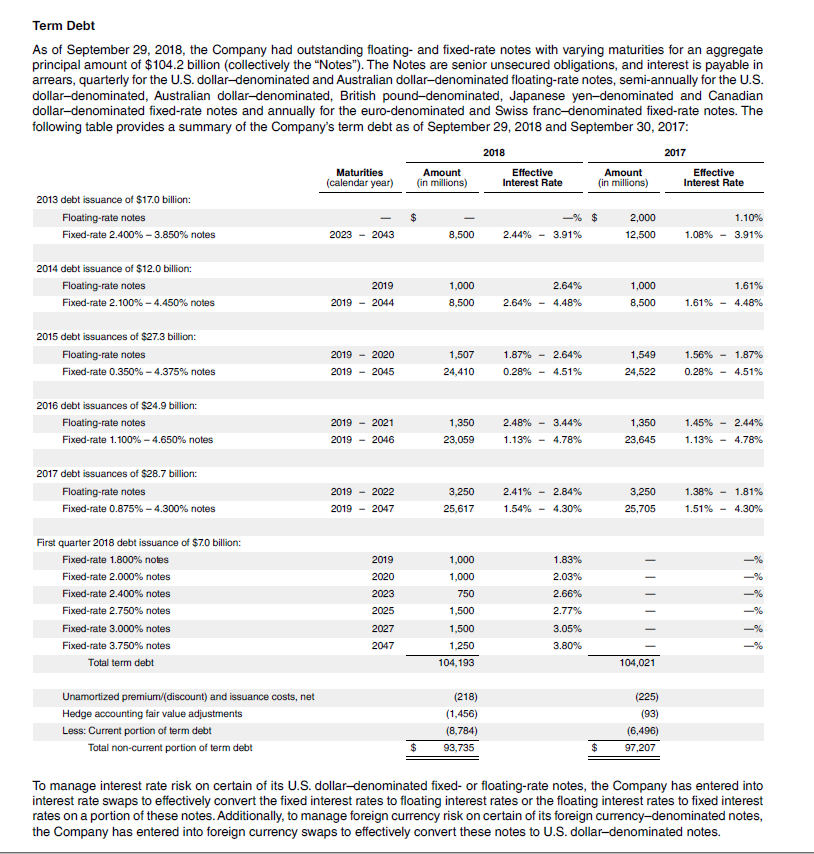 Term Debt
As of September 29, 2018, the Company had outstanding floating- and fixed-rate notes with varying maturities for an aggregate
principal amount of $104.2 billion (collectively the “Notes”). The Notes are senior unsecured obligations, and interest is payable in
arrears, quarterly for the U.S. dollar–denominated and Australian dollar–denominated floating-rate notes, semi-annually for the U.S.
dollar–denominated, Australian dollar–denominated, British pound–denominated, Japanese yen–denominated and Canadian
dollar–denominated fixed-rate notes and annually for the euro-denominated and Swiss franc–denominated fixed-rate notes. The
following table provides a summary of the Company’s term debt as of September 29, 2018 and September 30, 2017:
2018 2017
Maturities (calendar year) Amount (in millions) Effective Interest Rate Amount (in millions) Effective Interest Rate
2013 debt issuance of $17.0 billion:
Floating-rate notes — $ — —% $ 2,000 1.10%
Fixed-rate 2.400% – 3.850% notes 2023 – 2043 8,500 2.44% – 3.91% 12,500 1.08% – 3.91%
2014 debt issuance of $12.0 billion:
Floating-rate notes 2019 1,000 2.64% 1,000 1.61%
Fixed-rate 2.100% – 4.450% notes 2019 – 2044 8,500 2.64% – 4.48% 8,500 1.61% – 4.48%
2015 debt issuances of $27.3 billion:
Floating-rate notes 2019 – 2020 1,507 1.87% – 2.64% 1,549 1.56% – 1.87%
Fixed-rate 0.350% – 4.375% notes 2019 – 2045 24,410 0.28% – 4.51% 24,522 0.28% – 4.51%
2016 debt issuances of $24.9 billion:
Floating-rate notes 2019 – 2021 1,350 2.48% – 3.44% 1,350 1.45% – 2.44%
Fixed-rate 1.100% – 4.650% notes 2019 – 2046 23,059 1.13% – 4.78% 23,645 1.13% – 4.78%
2017 debt issuances of $28.7 billion:
Floating-rate notes 2019 – 2022 3,250 2.41% – 2.84% 3,250 1.38% – 1.81%
Fixed-rate 0.875% – 4.300% notes 2019 – 2047 25,617 1.54% – 4.30% 25,705 1.51% – 4.30%
First quarter 2018 debt issuance of $7.0 billion:
Fixed-rate 1.800% notes 2019 1,000 1.83% — —%
Fixed-rate 2.000% notes 2020 1,000 2.03% — —%
Fixed-rate 2.400% notes 2023 750 2.66% — —%
Fixed-rate 2.750% notes 2025 1,500 2.77% — —%
Fixed-rate 3.000% notes 2027 1,500 3.05% — —%
Fixed-rate 3.750% notes 2047 1,250 3.80% — —%
Total term debt 104,193 104,021
Unamortized premium/(discount) and issuance costs, net (218) (225)
Hedge accounting fair value adjustments (1,456) (93)
Less: Current portion of term debt (8,784) (6,496)
Total non-current portion of term debt $ 93,735 $ 97,207
To manage interest rate risk on certain of its U.S. dollar–denominated fixed- or floating-rate notes, the Company has entered into
interest rate swaps to effectively convert the fixed interest rates to floating interest rates or the floating interest rates to fixed interest
rates on a portion of these notes. Additionally, to manage foreign currency risk on certain of its foreign currency–denominated notes,
the Company has entered into foreign currency swaps to effectively convert these notes to U.S. dollar–denominated notes.